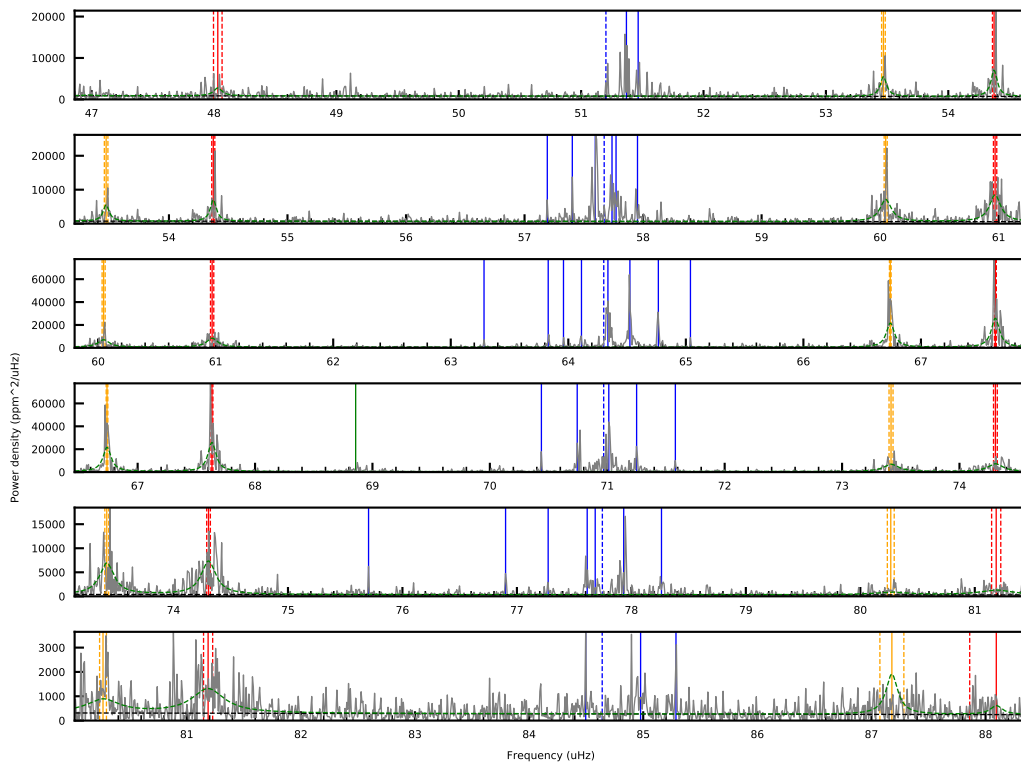 20000
10000
0
47 48 49 50 51 52 53 54
20000
10000
0
54 55 56 57 58 59 60 61
60000
40000
20000
0
60 61 62 63 64 65 66 67
60000
40000
20000
0
67 68 69 70 71 72 73 74
15000
10000
5000
0
74 75 76 77 78 79 80 81
3000
2000
1000
0
81 82 83 84 85 86 87 88
Power density (ppm^2/uHz)
Frequency (uHz)